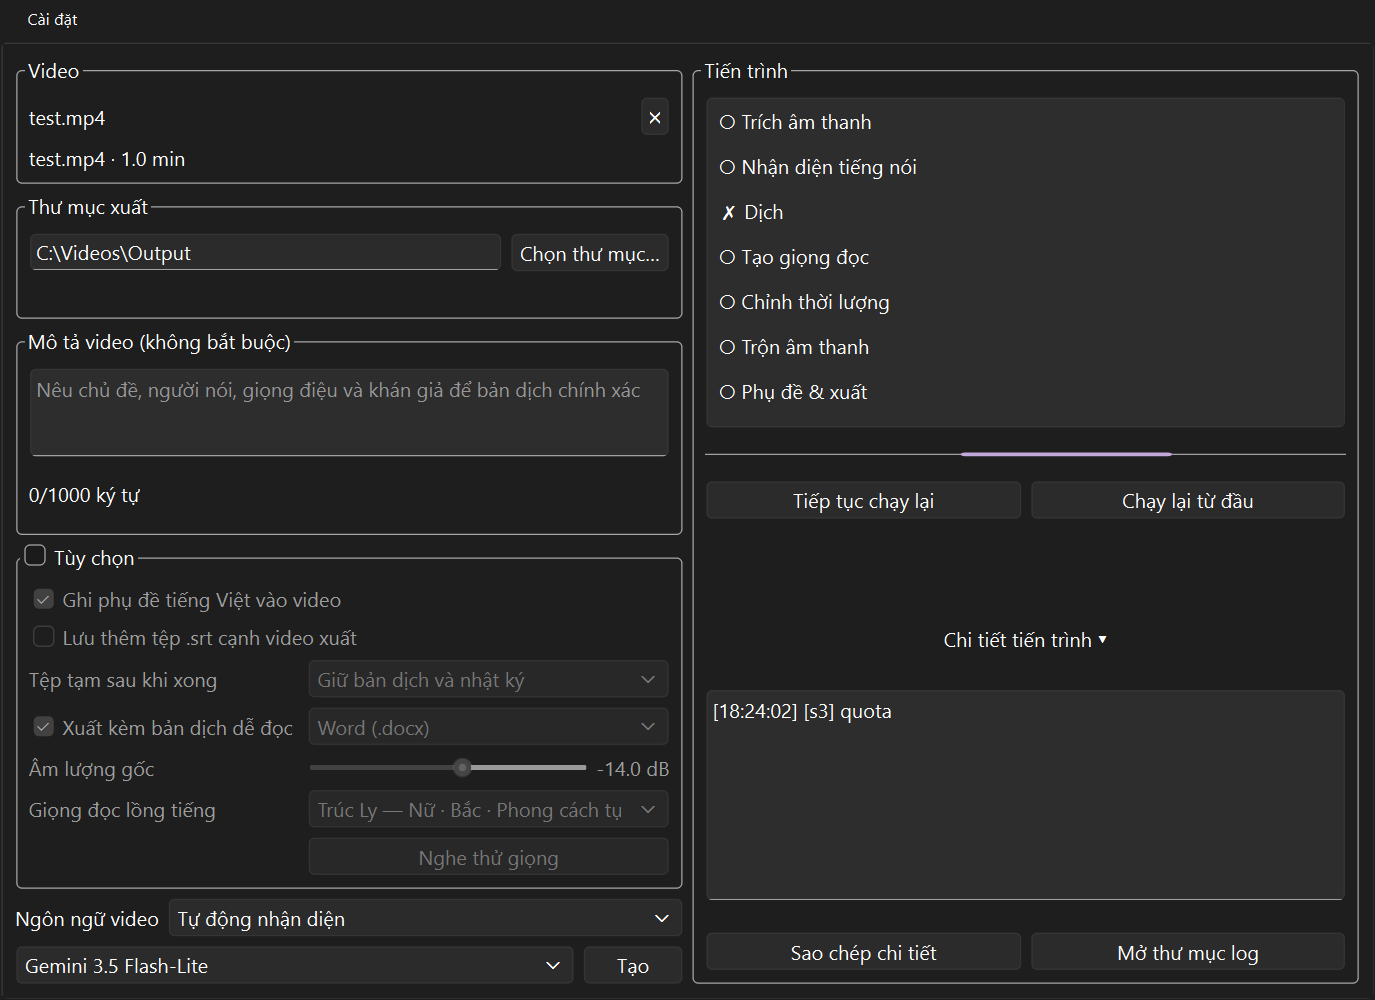 Cài đặt
Video
test.mp4
test.mp4 · 1.0 min
Thư mục xuất
C:\Videos\Output
Chọn thư mục...
Mô tả video (không bắt buộc)
Nêu chủ đề, người nói, giọng điệu và khán giả để bản dịch chính xác
0/1000 ký tự
Tùy chọn
Ghi phụ đề tiếng Việt vào video
Lưu thêm tệp .srt cạnh video xuất
Tệp tạm sau khi xong
Giữ bản dịch và nhật ký
Xuất kèm bản dịch dễ đọc
Word (.docx)
Âm lượng gốc
-14.0 dB
Giọng đọc lồng tiếng
Trúc Ly — Nữ · Bắc · Phong cách tụ
Nghe thử giọng
Ngôn ngữ video
Tự động nhận diện
Gemini 3.5 Flash-Lite
Tạo
Tiến trình
Trích âm thanh
Nhận diện tiếng nói
✗ Dịch
Tạo giọng đọc
Chỉnh thời lượng
Trộn âm thanh
Phụ đề & xuất
Tiếp tục chạy lại
Chạy lại từ đầu
Chi tiết tiến trình ▾
[18:24:02] [s3] quota
Sao chép chi tiết
Mở thư mục log